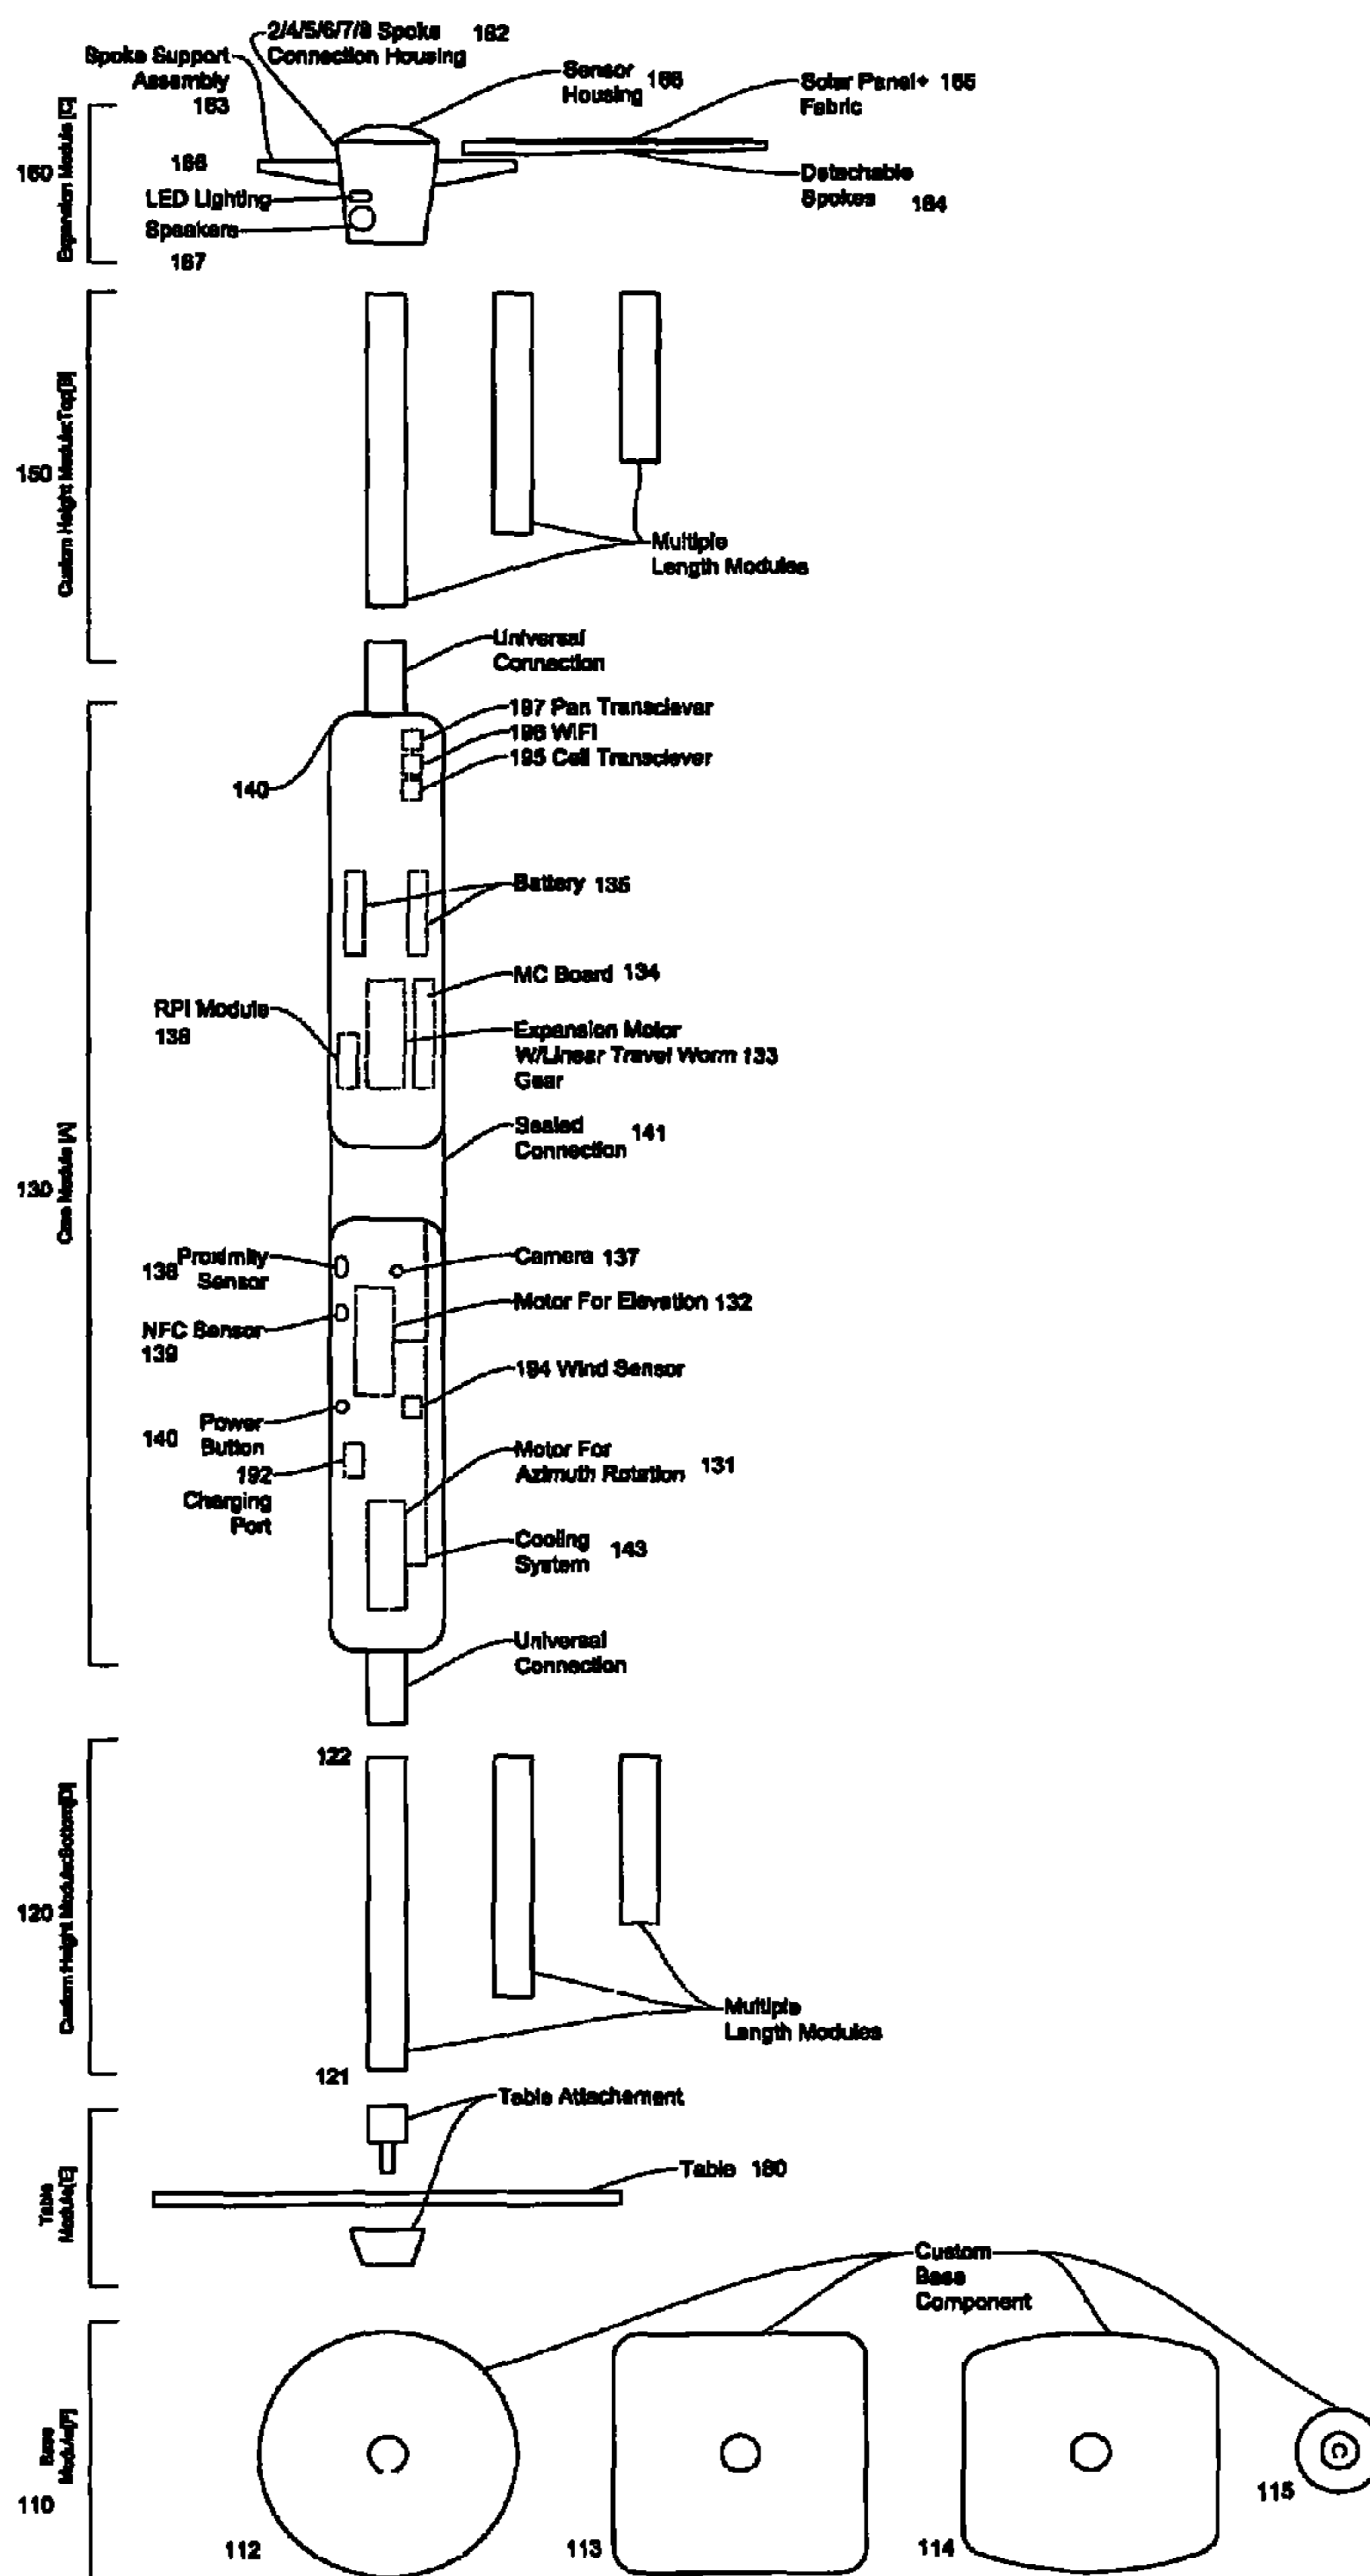 2/4/5/6/7/8 Spoke 162
Connection Housing
Spoke Support
Assembly
163
Sensor
Housing 168
Solar Panel+ 165
Fabric
Expansion Module [C]
160
166
LED Lighting
Speakers
167
Detachable
Spokes 164
Custom Height Module:Top[B]
150
Multiple
Length Modules
Universal
Connection
197 Pan Transciever
196 WIFI
195 Cell Transciever
140
Battery 135
MC Board 134
RPI Module
136
Expansion Motor
W/Linear Travel Worm 133
Gear
Sealed
Connection 141
Core Module [A]
130
138 Proximity
Sensor
Camera 137
Motor For Elevation 132
NFC Sensor
139
194 Wind Sensor
140 Power
Button
192
Charging
Port
Motor For
Azimuth Rotation 131
Cooling
System 143
Universal
Connection
122
Custom Height Module:Bottom[D]
120
Multiple
Length Modules
121
Table Attachement
Table
Module[E]
Table 180
Custom
Base
Component
Base
Module[F]
110
112
113
114
115